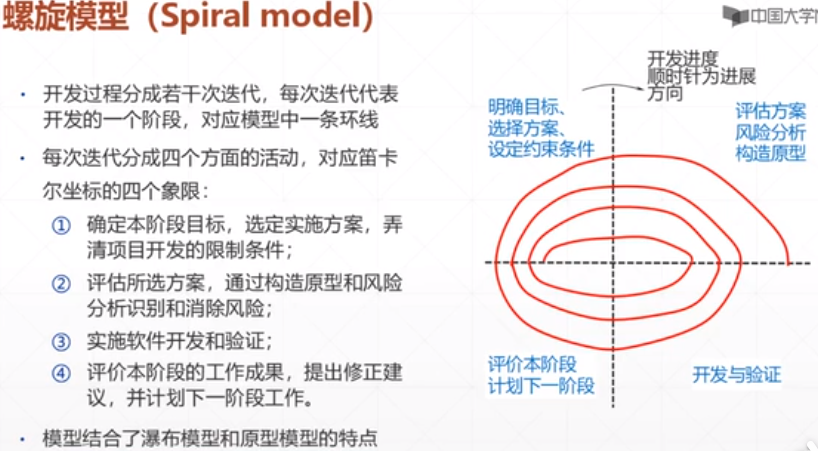 螺旋模型（Spiral model）
中国大学
· 开发过程分成若干次迭代，每次迭代代表
开发的一个阶段，对应模型中一条环线
· 每次迭代分成四个方面的活动，对应笛卡
尔坐标的四个象限：
① 确定本阶段目标，选定实施方案，弄
清项目开发的限制条件；
② 评估所选方案，通过构造原型和风险
分析识别和消除风险；
③ 实施软件开发和验证；
④ 评价本阶段的工作成果，提出修正建
议，并计划下一阶段工作。
· 模型结合了瀑布模型和原型模型的特点
开发进度
顺时针为进展
方向
明确目标、
选择方案、
设定约束条件
评估方案
风险分析
构造原型
评价本阶段
计划下一阶段
开发与验证